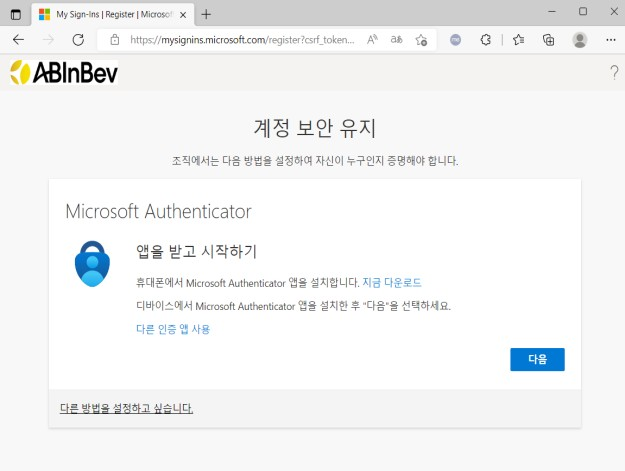 My Sign-Ins | Register | Microsof
https://mysignins.microsoft.com/register?csrf_token...
ABInBev
?
계정 보안 유지
조직에서는 다음 방법을 설정하여 자신이 누구인지 증명해야 합니다.
Microsoft Authenticator
앱을 받고 시작하기
휴대폰에서 Microsoft Authenticator 앱을 설치합니다. 지금 다운로드
디바이스에서 Microsoft Authenticator 앱을 설치한 후 "다음"을 선택하세요.
다른 인증 앱 사용
다음
다른 방법을 설정하고 싶습니다.